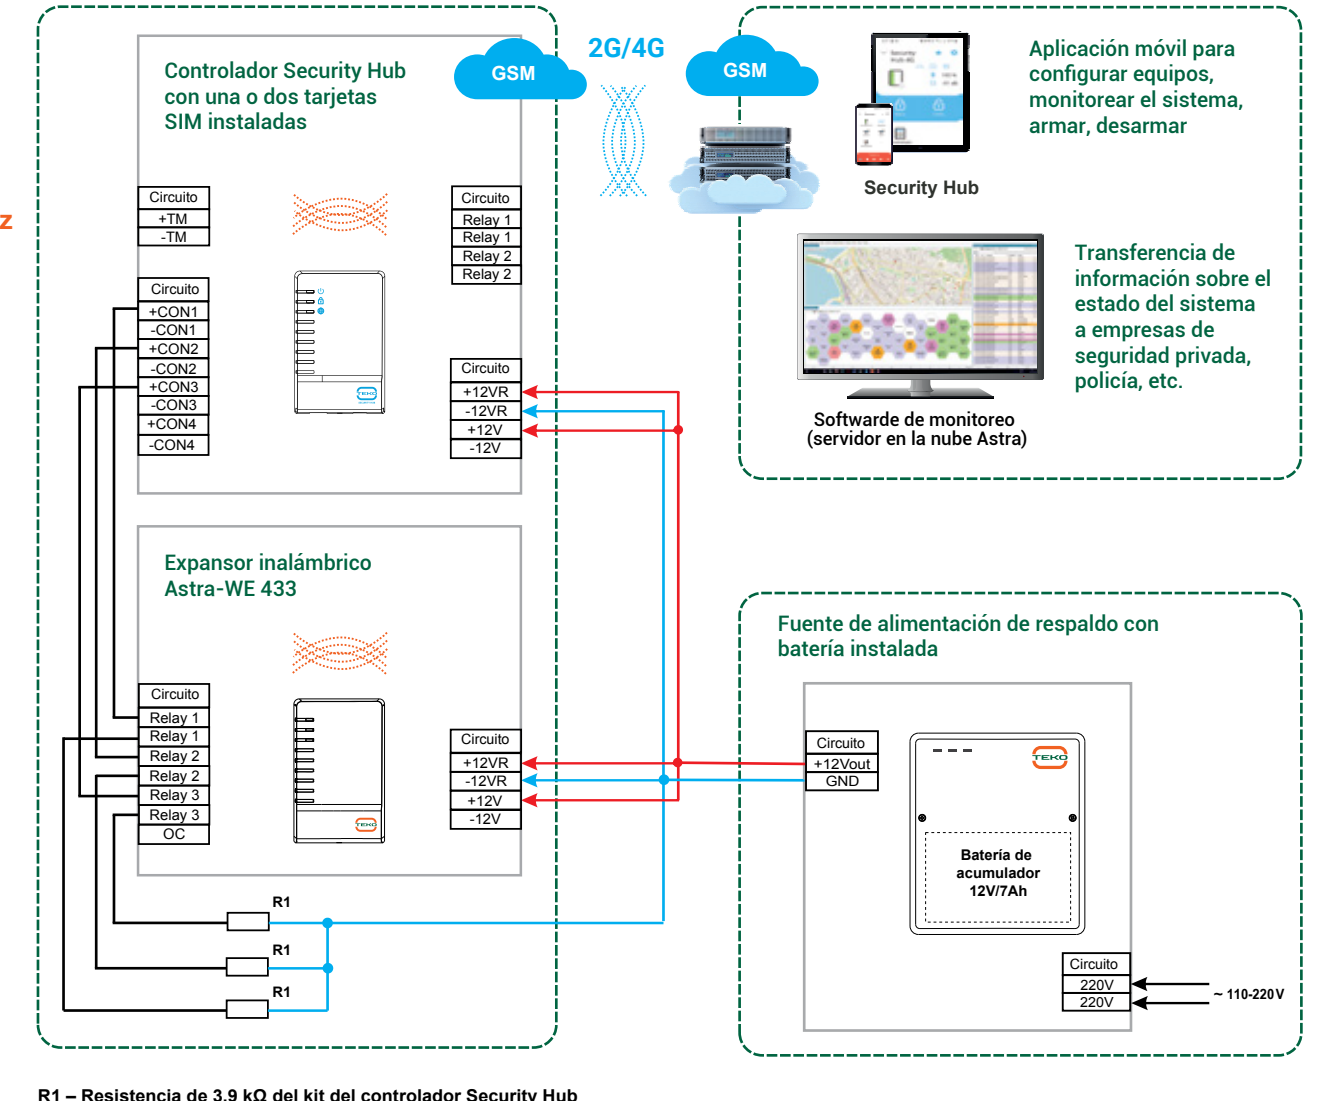 Controlador Security Hub
con una o dos tarjetas
SIM instaladas
GSM
2G/4G
GSM
Aplicación móvil para
configurar equipos,
monitorear el sistema,
armar, desarmar
Security Hub
z
Circuito
+TM
-TM
Circuito
Relay 1
Relay 1
Relay 2
Relay 2
Circuito
+CON1
-CON1
+CON2
-CON2
+CON3
-CON3
+CON4
-CON4
TEKO
Circuito
+12VR
-12VR
+12V
-12V
Transferencia de
información sobre el
estado del sistema
a empresas de
seguridad privada,
policía, etc.
Softwarde de monitoreo
(servidor en la nube Astra)
Expansor inalámbrico
Astra-WE 433
Circuito
Relay 1
Relay 1
Relay 2
Relay 2
Relay 3
Relay 3
OC
TEKO
Circuito
+12VR
-12VR
+12V
-12V
R1
R1
R1
Fuente de alimentación de respaldo con
batería instalada
Circuito
+12Vout
GND
TEKO
Batería de
acumulador
12V/7Ah
Circuito
220V
220V
~ 110-220V
R1 – Resistencia de 3.9 kΩ del kit del controlador Security Hub